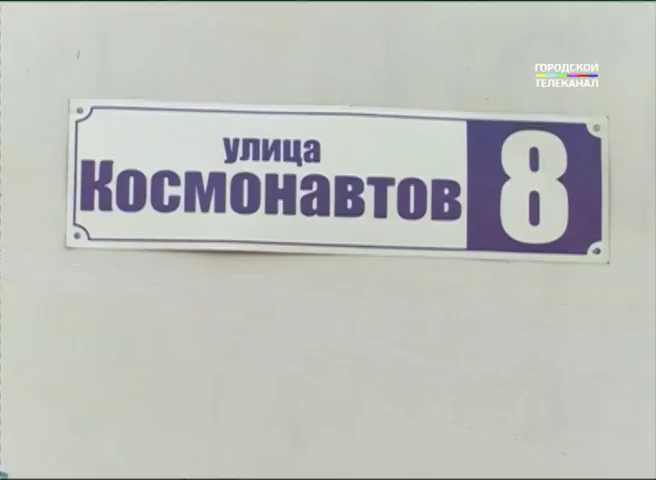 ГОРОДСКОЙ
ТЕЛЕКАНАЛ
улица
Космонавтов
8